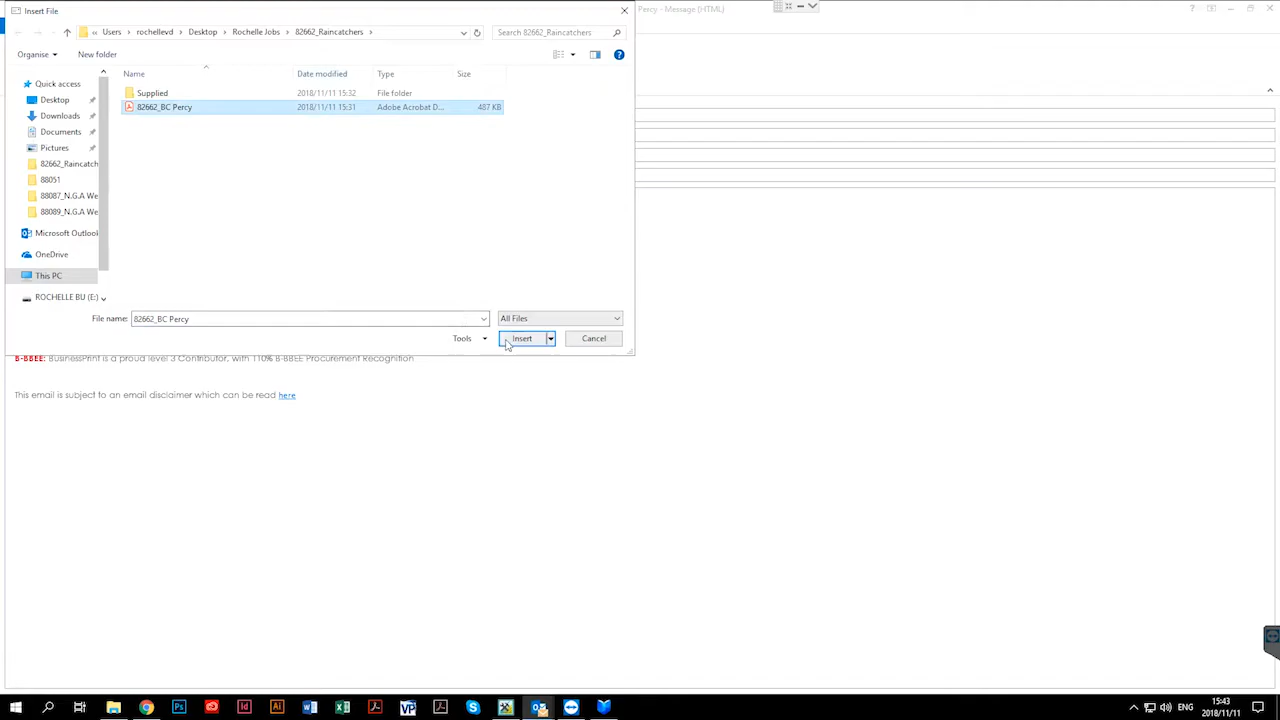 Insert File
Percy - Message (HTML)
« Users › rochellevd › Desktop › Rochelle Jobs › 82662_Raincatchers ›
Search 82662_Raincatchers
Organise
New folder
Name
Date modified
Type
Size
Supplied
2018/11/11 15:32
File folder
82662_BC Percy
2018/11/11 15:31
Adobe Acrobat D...
487 KB
Quick access
Desktop
Downloads
Documents
Pictures
82662_Raincatch
88051
88087_N.G.A We
88089_N.G.A We
Microsoft Outlook
OneDrive
This PC
ROCHELLE BU (E:)
File name:
82662_BC Percy
All Files
Tools
Insert
Cancel
B-BBEE: BusinessPrint is a proud level 3 Contributor, with 110% B-BBEE Procurement Recognition
This email is subject to an email disclaimer which can be read here
Ps
Id
Ai
VP
ENG
15:43
2018/11/11